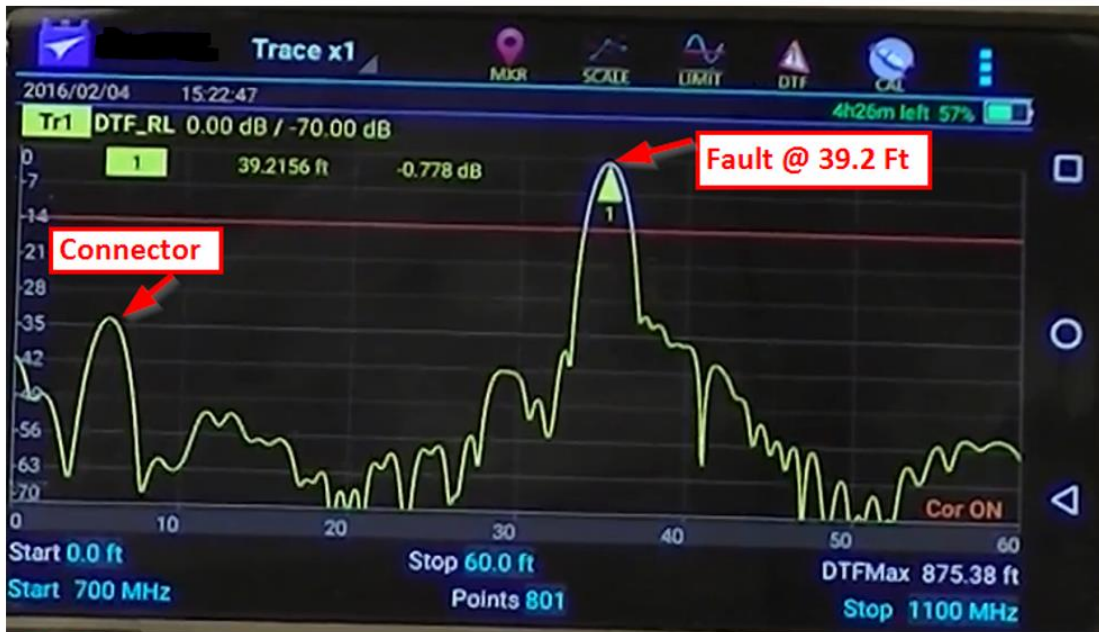 Trace x1
MKR SCALE LIMIT DTF CAL
2016/02/04 15:22:47
4h26m left 57%
Tr1 DTF_RL 0.00 dB / -70.00 dB
1 39.2156 ft -0.778 dB
Fault @ 39.2 Ft
0
-7
-14
-21
Connector
-28
-35
-42
-49
-56
-63
-70
Cor ON
0 10 20 30 40 50 60
Start 0.0 ft Stop 60.0 ft DTFMax 875.38 ft
Start 700 MHz Points 801 Stop 1100 MHz
1